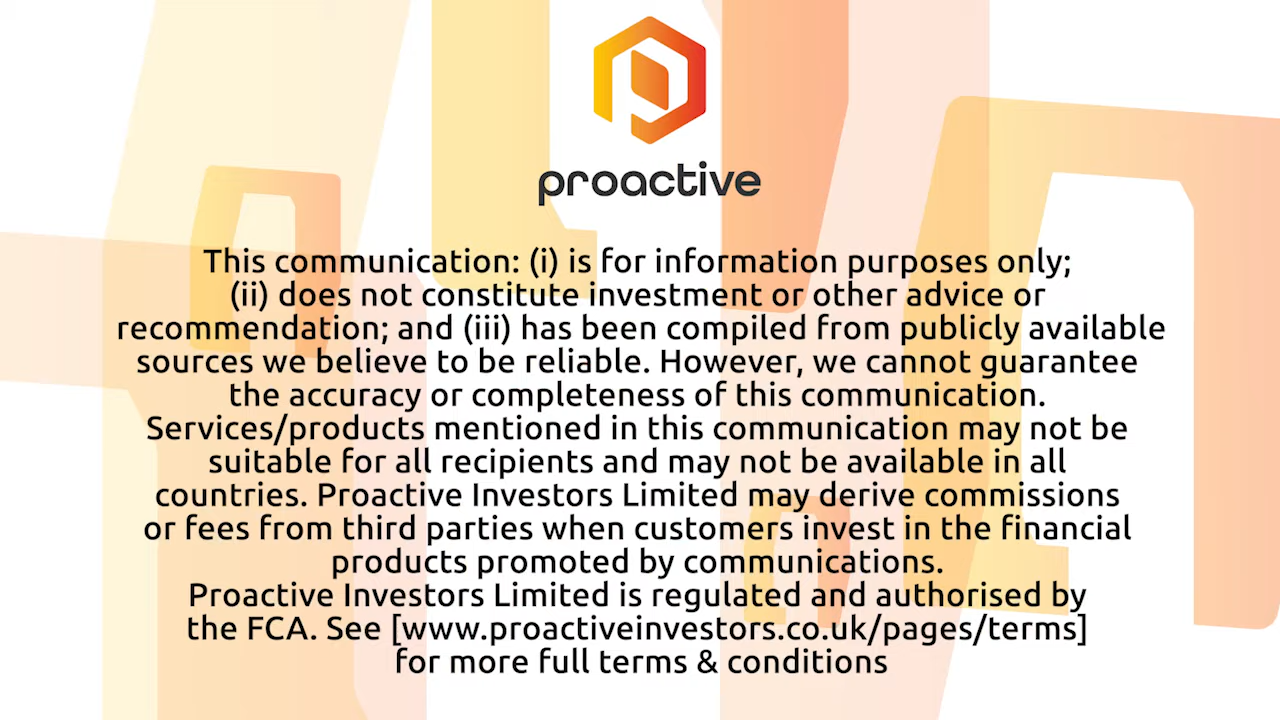 proactive
This communication: (i) is for information purposes only;
(ii) does not constitute investment or other advice or
recommendation; and (iii) has been compiled from publicly available
sources we believe to be reliable. However, we cannot guarantee
the accuracy or completeness of this communication.
Services/products mentioned in this communication may not be
suitable for all recipients and may not be available in all
countries. Proactive Investors Limited may derive commissions
or fees from third parties when customers invest in the financial
products promoted by communications.
Proactive Investors Limited is regulated and authorised by
the FCA. See [www.proactiveinvestors.co.uk/pages/terms]
for more full terms & conditions